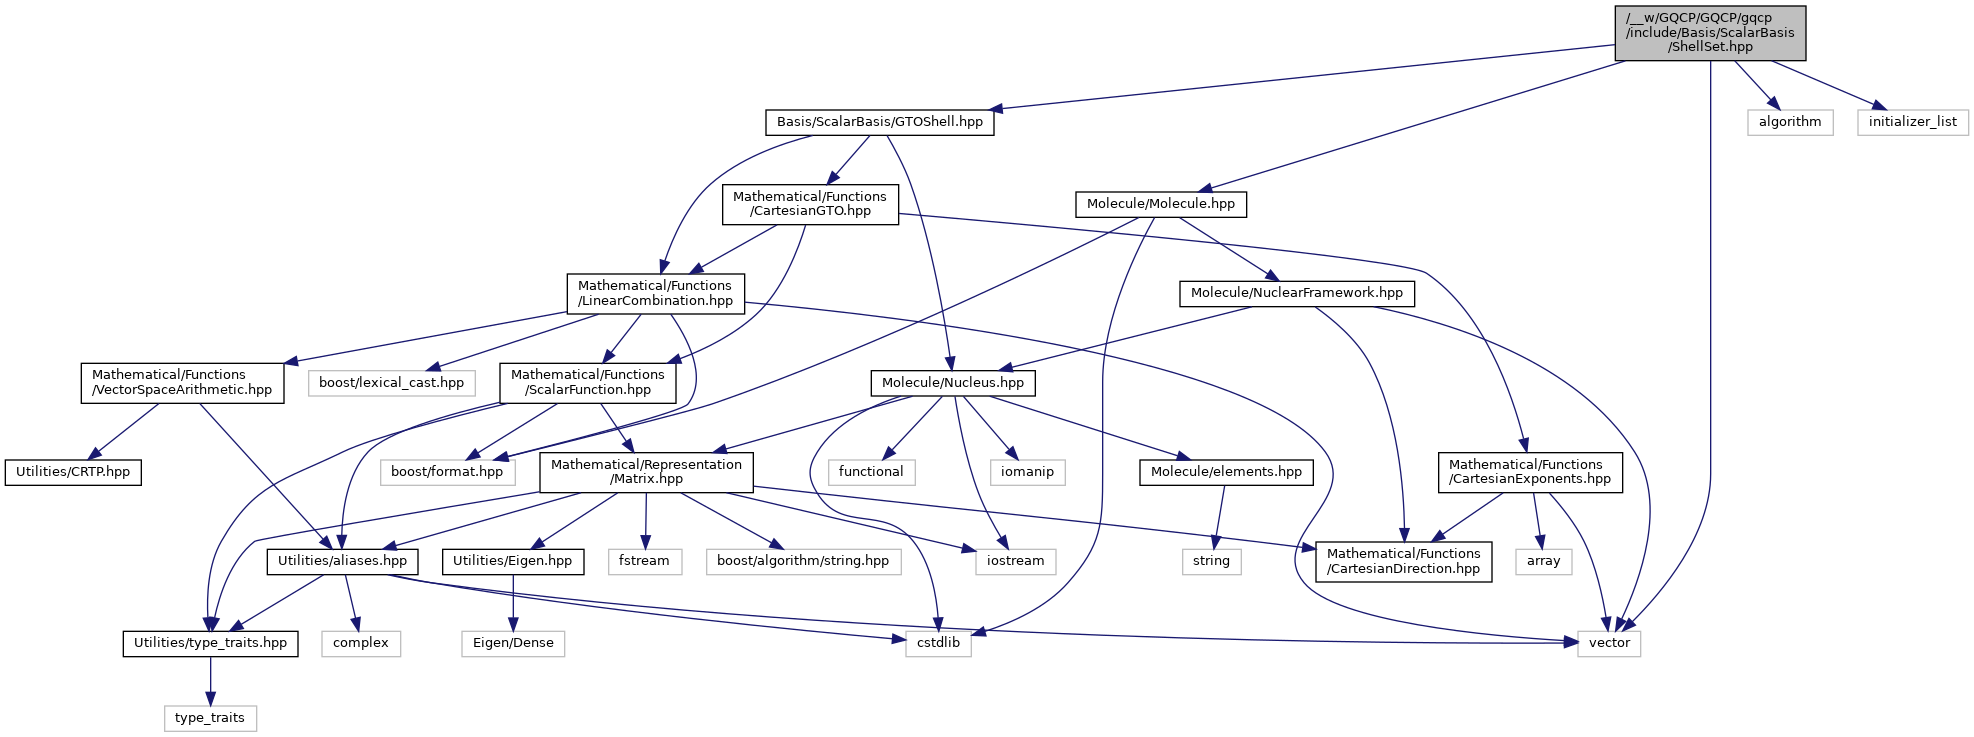 /__w/GQCP/GQCP/gqcp
/include/Basis/ScalarBasis
/ShellSet.hpp
Basis/ScalarBasis/GTOShell.hpp
algorithm
initializer_list
Mathematical/Functions
/CartesianGTO.hpp
Molecule/Molecule.hpp
Mathematical/Functions
/LinearCombination.hpp
Molecule/NuclearFramework.hpp
Mathematical/Functions
/VectorSpaceArithmetic.hpp
boost/lexical_cast.hpp
Mathematical/Functions
/ScalarFunction.hpp
Molecule/Nucleus.hpp
Utilities/CRTP.hpp
boost/format.hpp
Mathematical/Representation
/Matrix.hpp
functional
iomanip
Molecule/elements.hpp
Mathematical/Functions
/CartesianExponents.hpp
Utilities/aliases.hpp
Utilities/Eigen.hpp
fstream
boost/algorithm/string.hpp
iostream
string
Mathematical/Functions
/CartesianDirection.hpp
array
Utilities/type_traits.hpp
complex
Eigen/Dense
cstdlib
vector
type_traits